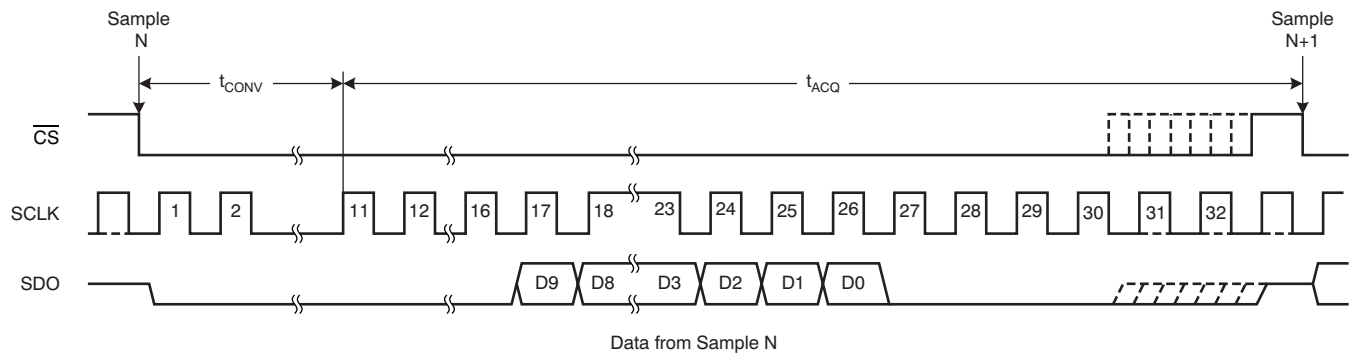 Sample
N
Sample
N+1
tCONV
tACQ
CS
SCLK
1 2 11 12 16 17 18 23 24 25 26 27 28 29 30 31 32
SDO
D9 D8 D3 D2 D1 D0
Data from Sample N